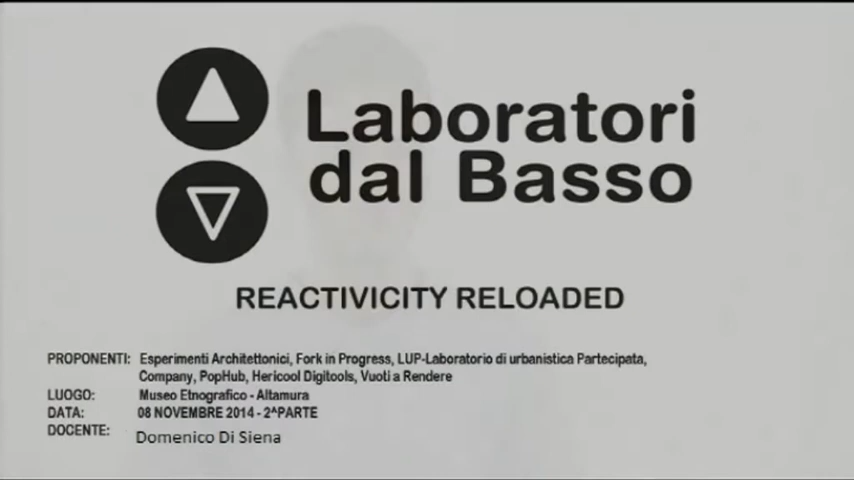 Laboratori
dal Basso
REACTIVICITY RELOADED
PROPONENTI: Esperimenti Architettonici, Fork in Progress, LUP-Laboratorio di urbanistica Partecipata,
Company, PopHub, Hericool Digitools, Vuoti a Rendere
LUOGO: Museo Etnografico - Altamura
DATA: 08 NOVEMBRE 2014 - 2^PARTE
DOCENTE: Domenico Di Siena